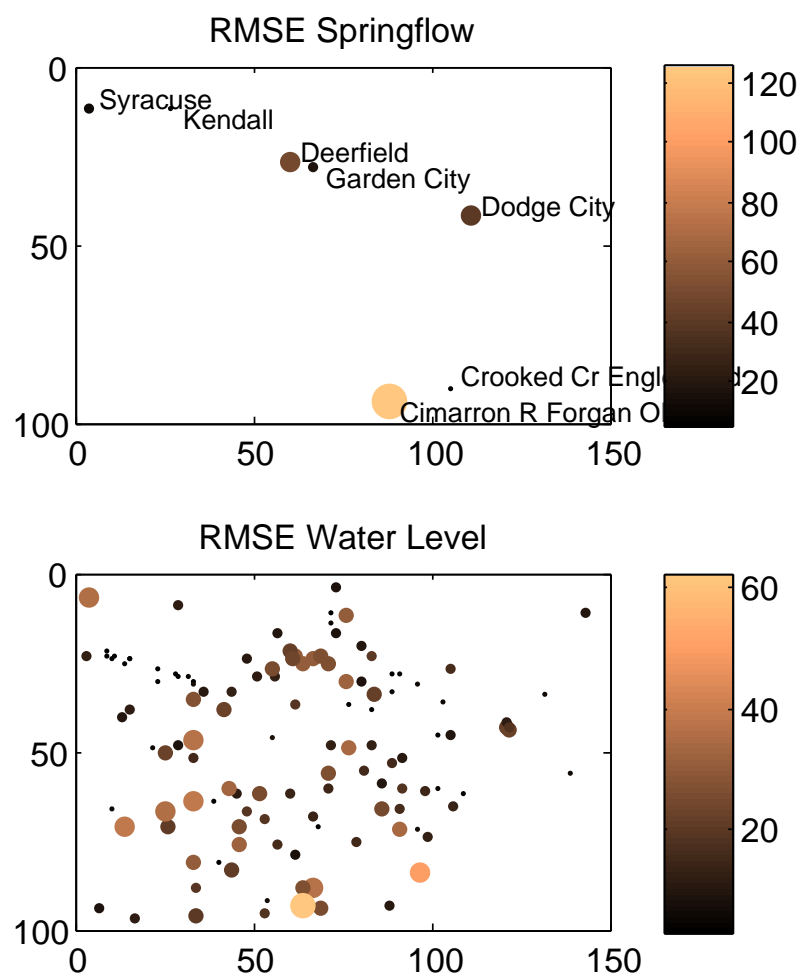 RMSE Springflow
0
50
100
0 50 100 150
Syracuse
Kendall
Deerfield
Garden City
Dodge City
Crooked Cr
Cimarron R Forgan
120
100
80
60
40
20
RMSE Water Level
0
50
100
0 50 100 150
60
40
20